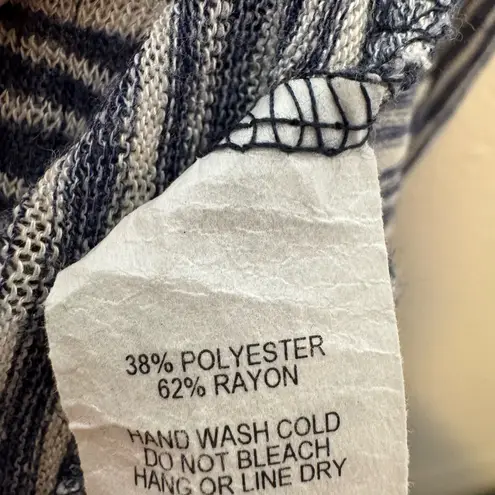 38% POLYESTER
62% RAYON
HAND WASH COLD
DO NOT BLEACH
HANG OR LINE DRY